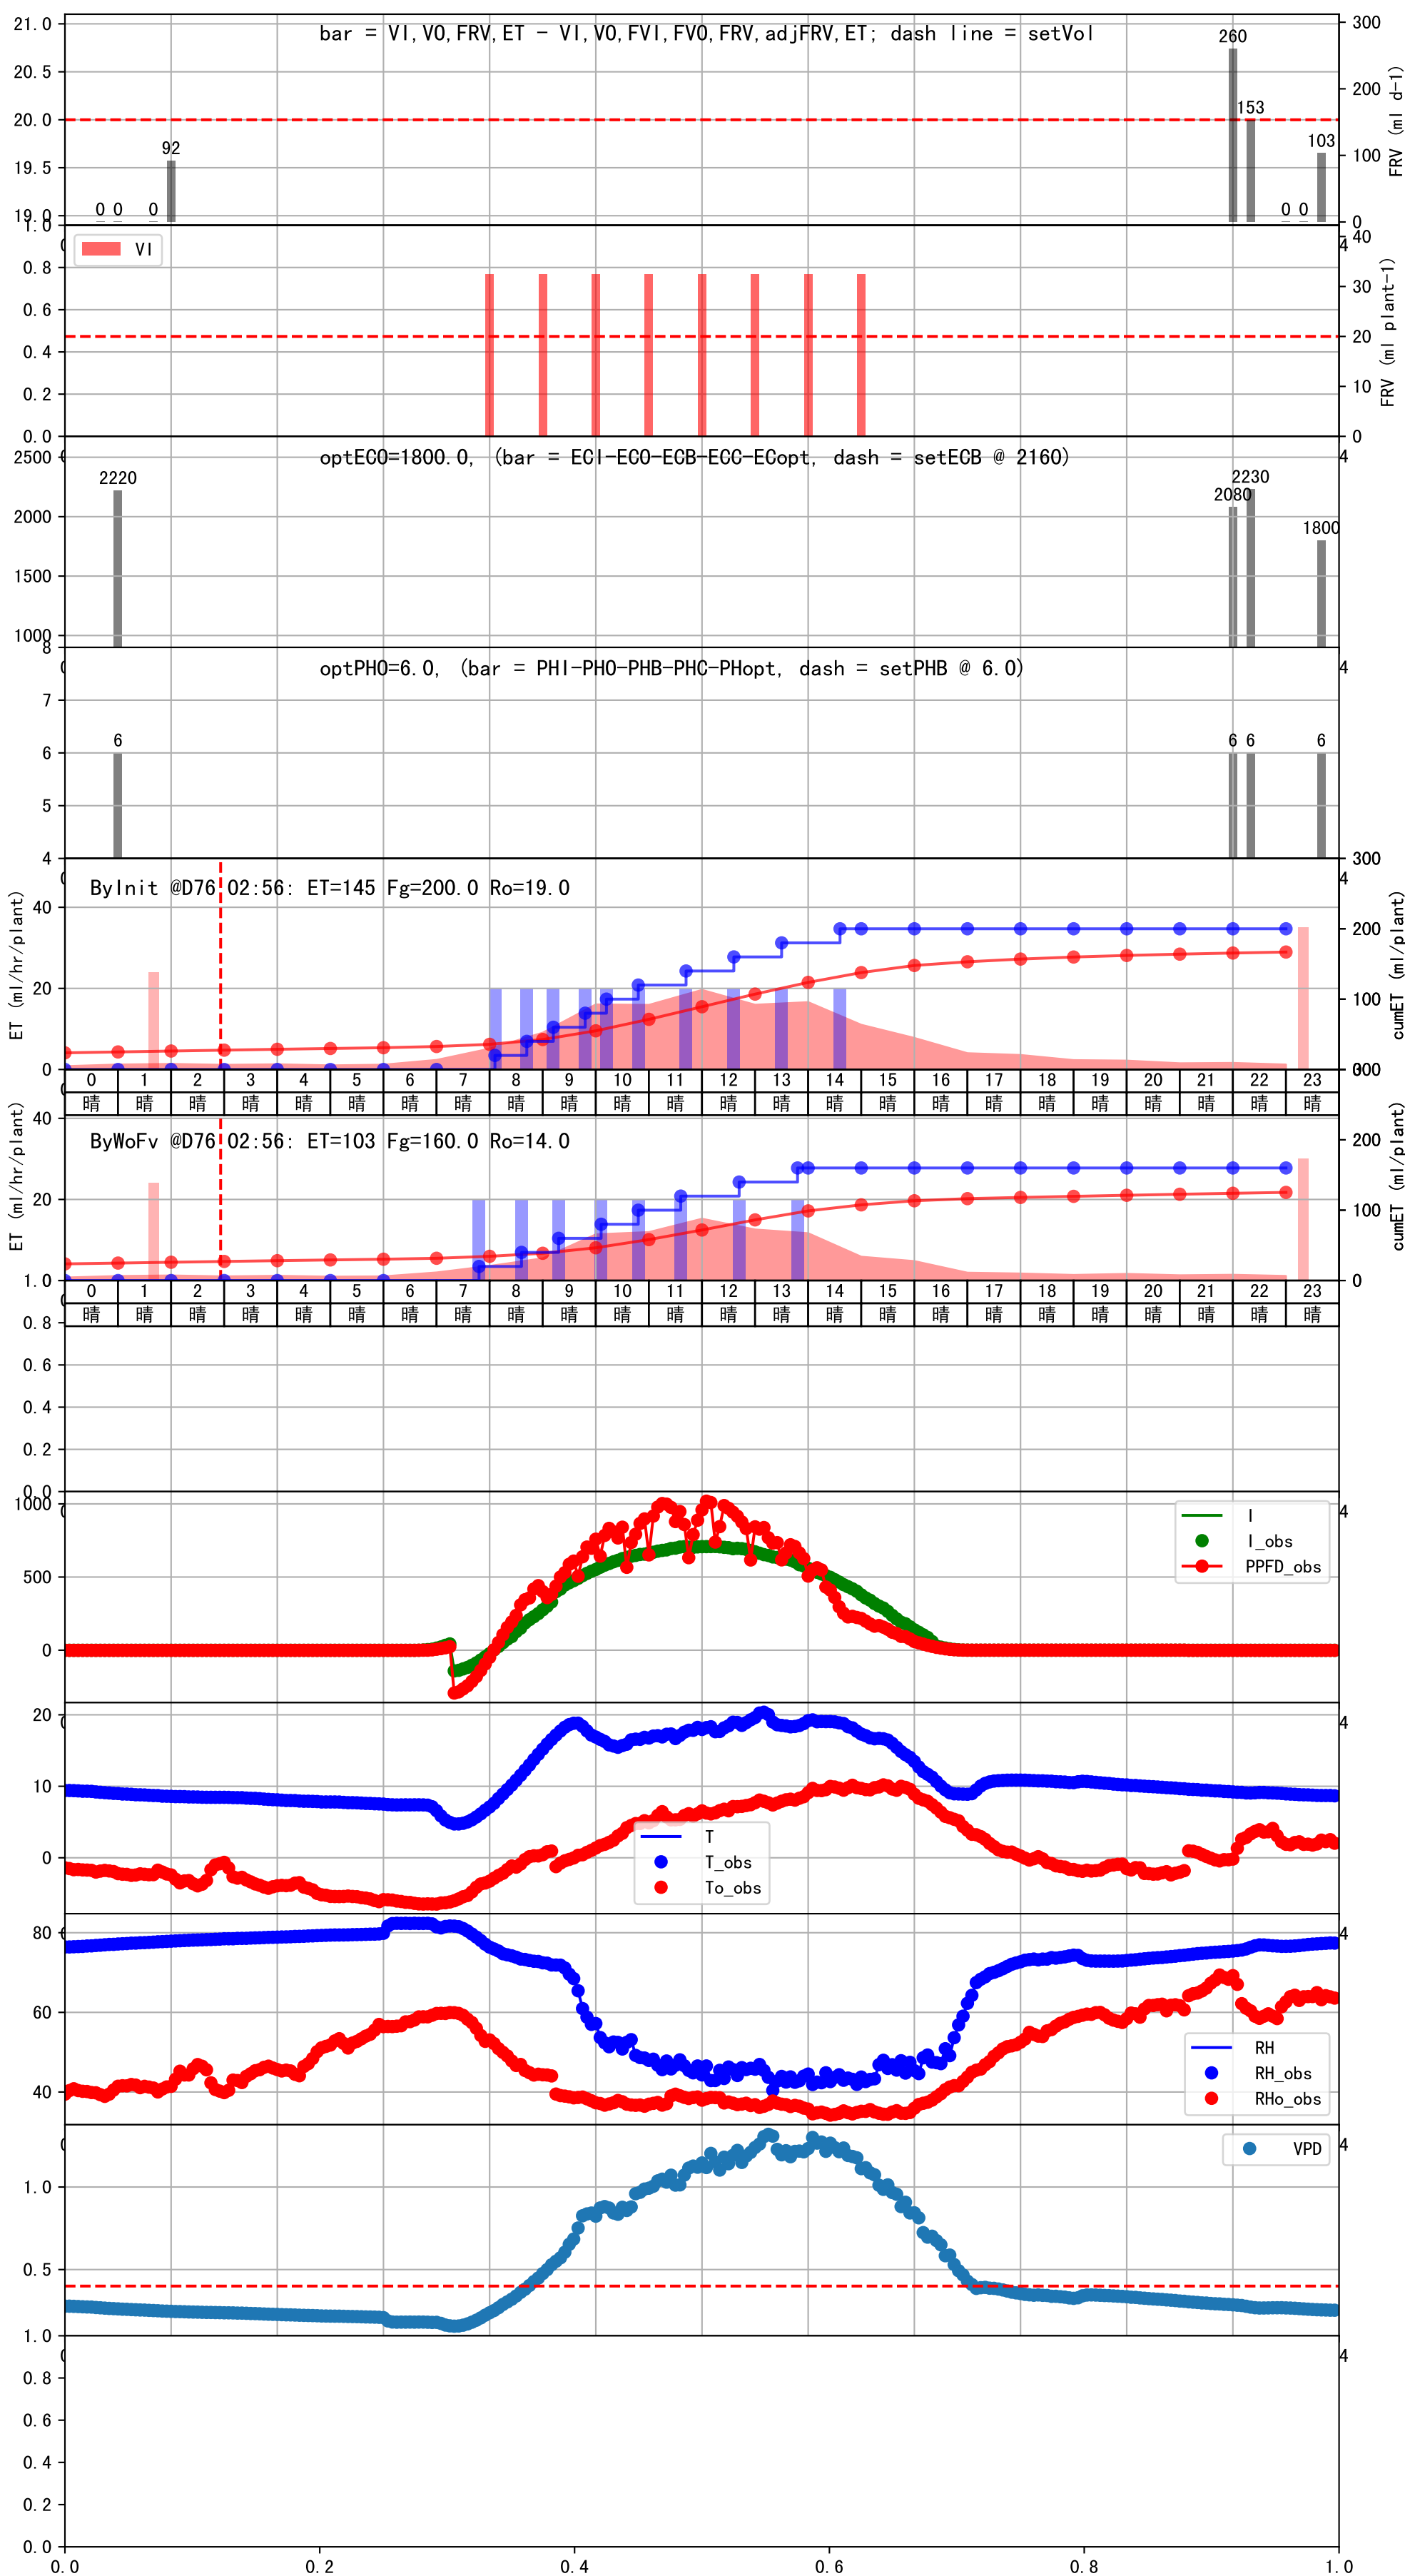 bar = VI,VO,FRV,ET - VI,VO,FVI,FVO,FRV,adjFRV,ET; dash line = setVol
21.0
20.5
20.0
19.5
19.0
300
200
100
0
FRV (ml d-1)
0 0 0 92 260 153 0 0 103
VI
1.0
0.8
0.6
0.4
0.2
0.0
40
30
20
10
0
FRV (ml plant-1)
optECO=1800.0, (bar = ECI-ECO-ECB-ECC-ECopt, dash = setECB @ 2160)
2500
2000
1500
1000
2220 2080 2230 1800
4
optPHO=6.0, (bar = PHI-PHO-PHB-PHC-PHopt, dash = setPHB @ 6.0)
8
7
6
5
4
6 6 6 6
4
ByInit @D76 02:56: ET=145 Fg=200.0 Ro=19.0
ET (ml/hr/plant)
40
20
0
300
200
100
0
cumET (ml/plant)
4
0 1 2 3 4 5 6 7 8 9 10 11 12 13 14 15 16 17 18 19 20 21 22 23
晴 晴 晴 晴 晴 晴 晴 晴 晴 晴 晴 晴 晴 晴 晴 晴 晴 晴 晴 晴 晴 晴 晴 晴
ByWoFv @D76 02:56: ET=103 Fg=160.0 Ro=14.0
ET (ml/hr/plant)
40
20
200
100
0
cumET (ml/plant)
0 1 2 3 4 5 6 7 8 9 10 11 12 13 14 15 16 17 18 19 20 21 22 23
晴 晴 晴 晴 晴 晴 晴 晴 晴 晴 晴 晴 晴 晴 晴 晴 晴 晴 晴 晴 晴 晴 晴 晴
1.0
0.8
0.6
0.4
0.2
0.0
1000
500
0
4
I
I_obs
PPFD_obs
20
10
0
4
T
T_obs
To_obs
80
60
40
4
RH
RH_obs
RHo_obs
1.0
0.5
4
VPD
1.0
0.8
0.6
0.4
0.2
0.0
4
0.0 0.2 0.4 0.6 0.8 1.0